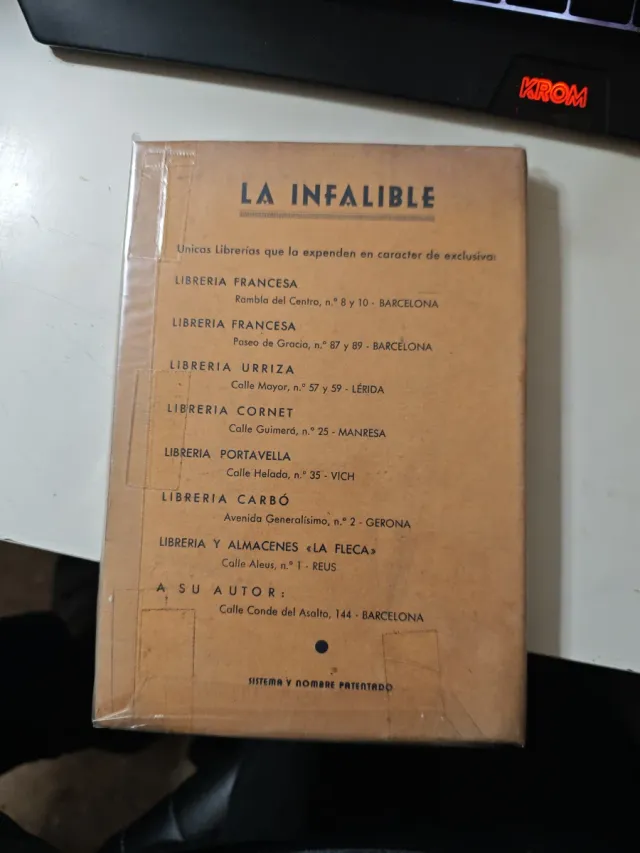 KROM
LA INFALIBLE
Unicas Librerías que la expenden en caracter de exclusiva:
LIBRERIA FRANCESA
Rambla del Centro, n.º 8 y 10 - BARCELONA
LIBRERIA FRANCESA
Paseo de Gracia, n.º 87 y 89 - BARCELONA
LIBRERIA URRIZA
Calle Mayor, n.º 57 y 59 - LÉRIDA
LIBRERIA CORNET
Calle Guimerá, n.º 25 - MANRESA
LIBRERIA PORTAVELLA
Calle Helada, n.º 35 - VICH
LIBRERIA CARBÓ
Avenida Generalísimo, n.º 2 - GERONA
LIBRERIA Y ALMACENES «LA FLECA»
Calle Aleus, n.º 1 - REUS
A SU AUTOR:
Calle Conde del Asalto, 144 - BARCELONA
SISTEMA Y NOMBRE PATENTADO